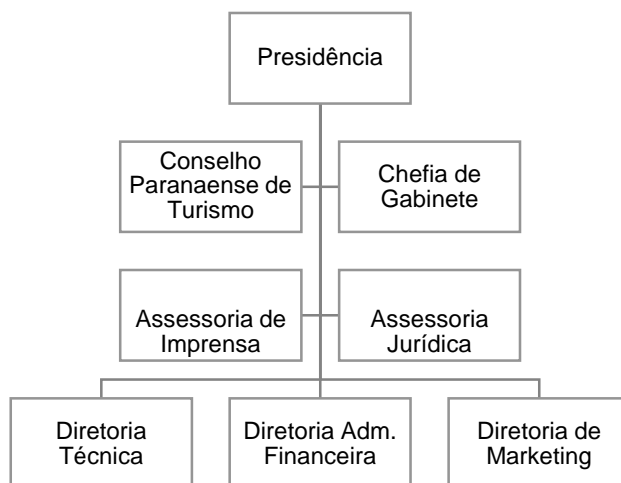 Presidência
Conselho
Paranaense de
Turismo
Chefia de
Gabinete
Assessoria de
Imprensa
Assessoria
Jurídica
Diretoria
Técnica
Diretoria Adm.
Financeira
Diretoria de
Marketing